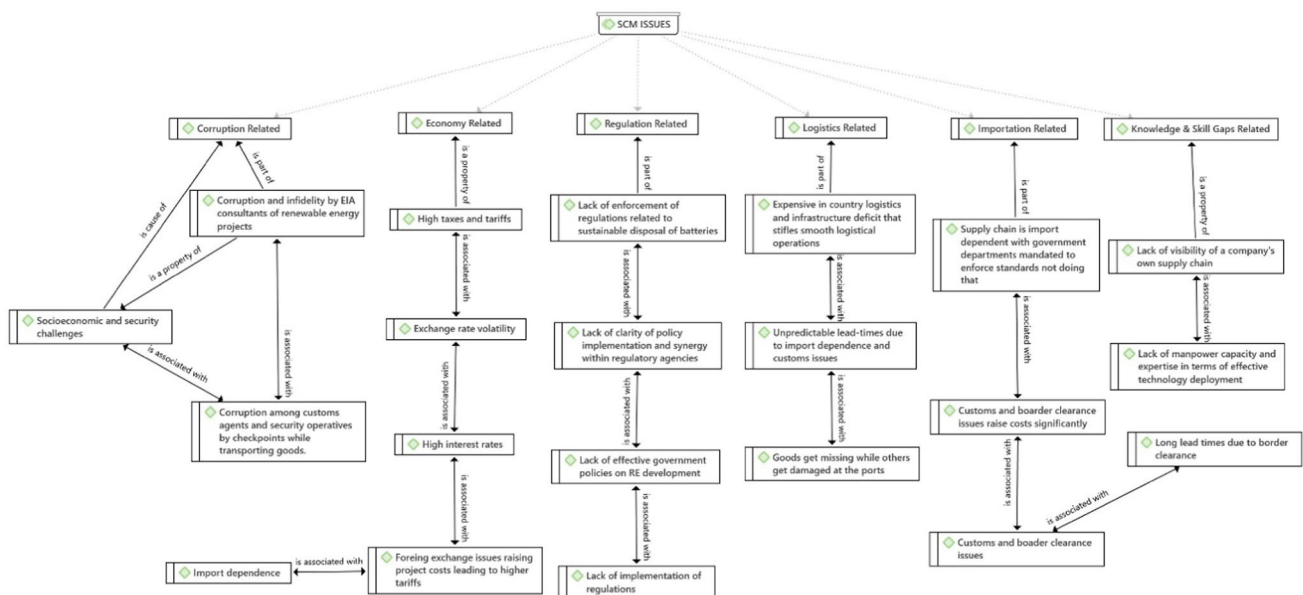 SCM ISSUES
Corruption Related
Economy Related
Regulation Related
Logistics Related
Importation Related
Knowledge & Skill Gaps Related
is cause of
is part of
Corruption and infidelity by EIA
consultants of renewable energy
projects
is a property of
Socioeconomic and security
challenges
is associated with
is associated with
Corruption among customs
agents and security operatives
by checkpoints while
transporting goods.
is a property of
High taxes and tariffs
is associated with
Exchange rate volatility
is associated with
High interest rates
is associated with
Foreing exchange issues raising
project costs leading to higher
tariffs
is associated with
Import dependence
is part of
Lack of enforcement of
regulations related to
sustainable disposal of batteries
is associated with
Lack of clarity of policy
implementation and synergy
within regulatory agencies
is associated with
Lack of effective government
policies on RE development
is associated with
Lack of implementation of
regulations
is part of
Expensive in country logistics
and infrastructure deficit that
stifles smooth logistical
operations
is associated with
Unpredictable lead-times due
to import dependence and
customs issues
is associated with
Goods get missing while others
get damaged at the ports
is part of
Supply chain is import
dependent with government
departments mandated to
enforce standards not doing
that
is associated with
Customs and boarder clearance
issues raise costs significantly
is associated with
Customs and boader clearance
issues
is associated with
Long lead times due to border
clearance
is a property of
Lack of visibility of a company's
own supply chain
is associated with
Lack of manpower capacity and
expertise in terms of effective
technology deployment